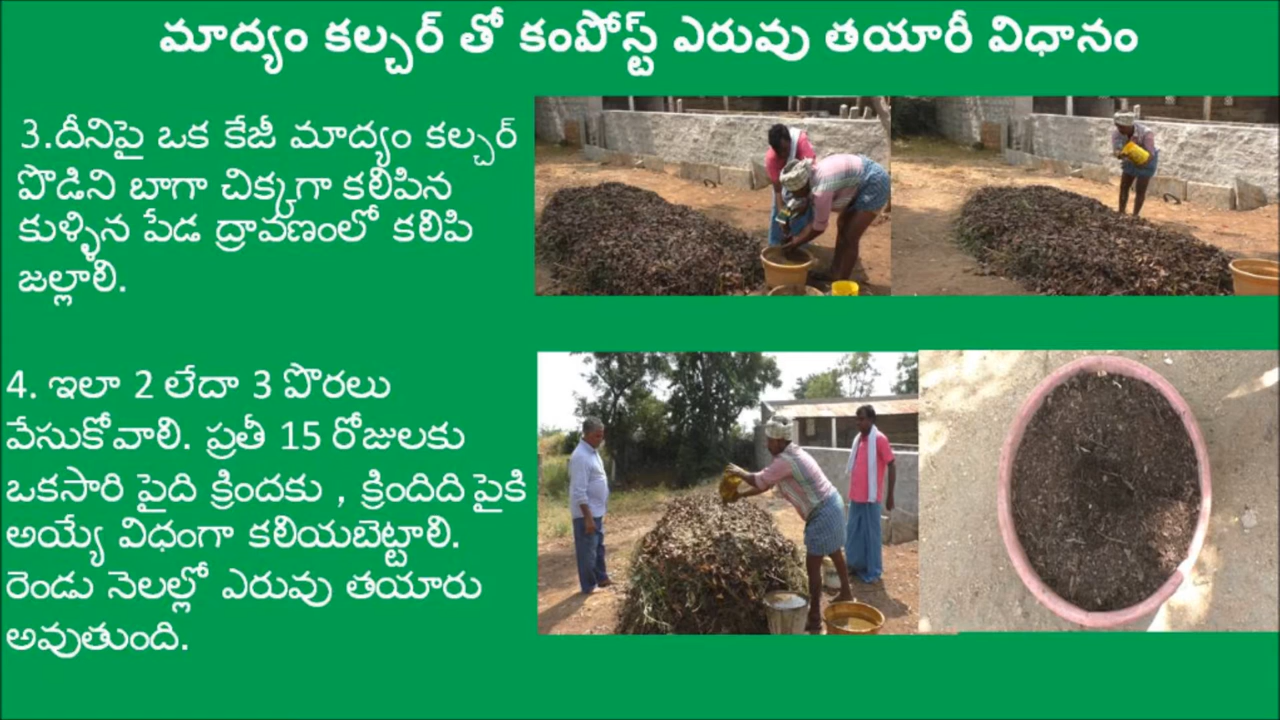 మాద్యం కల్చర్ తో కంపోస్ట్ ఎరువు తయారీ విధానం
3.దీనిపై ఒక కేజీ మాద్యం కల్చర్
పొడిని బాగా చిక్కగా కలిపిన
కుళ్ళిన పేడ ద్రావణంలో కలిపి
జల్లాలి.
4. ఇలా 2 లేదా 3 పొరలు
వేసుకోవాలి. ప్రతీ 15 రోజులకు
ఒకసారి పైది క్రిందకు , క్రిందిది పైకి
అయ్యే విధంగా కలియబెట్టాలి.
రెండు నెలల్లో ఎరువు తయారు
అవుతుంది.